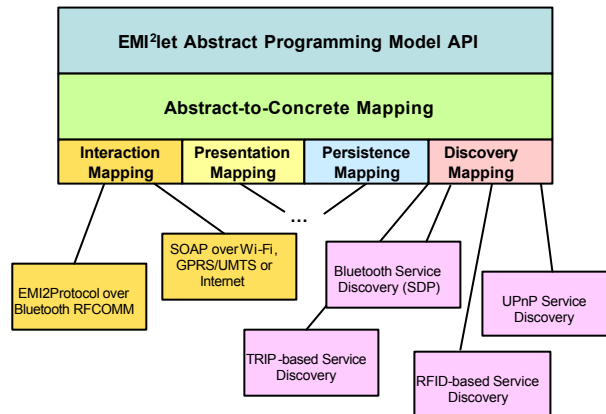 EMI²let Abstract Programming Model API
Abstract-to-Concrete Mapping
Interaction
Mapping
Presentation
Mapping
Persistence
Mapping
Discovery
Mapping
...
SOAP over Wi-Fi,
GPRS/UMTS or
Internet
EMI2Protocol over
Bluetooth RFCOMM
Bluetooth Service
Discovery (SDP)
UPnP Service
Discovery
TRIP-based Service
Discovery
RFID-based Service
Discovery